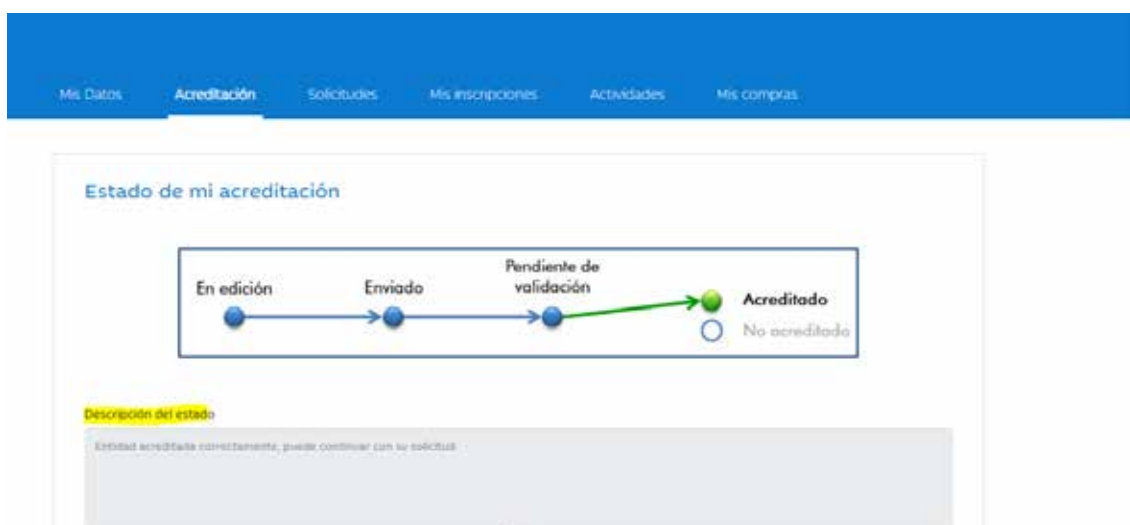 Mis Datos Acreditación Solicitudes Mis inscripciones Actividades Mis compras
Estado de mi acreditación
En edición
Enviado
Pendiente de
validación
Acreditado
No acreditado
Descripción del estado
Entidad acreditada correctamente, puede continuar con su solicitud